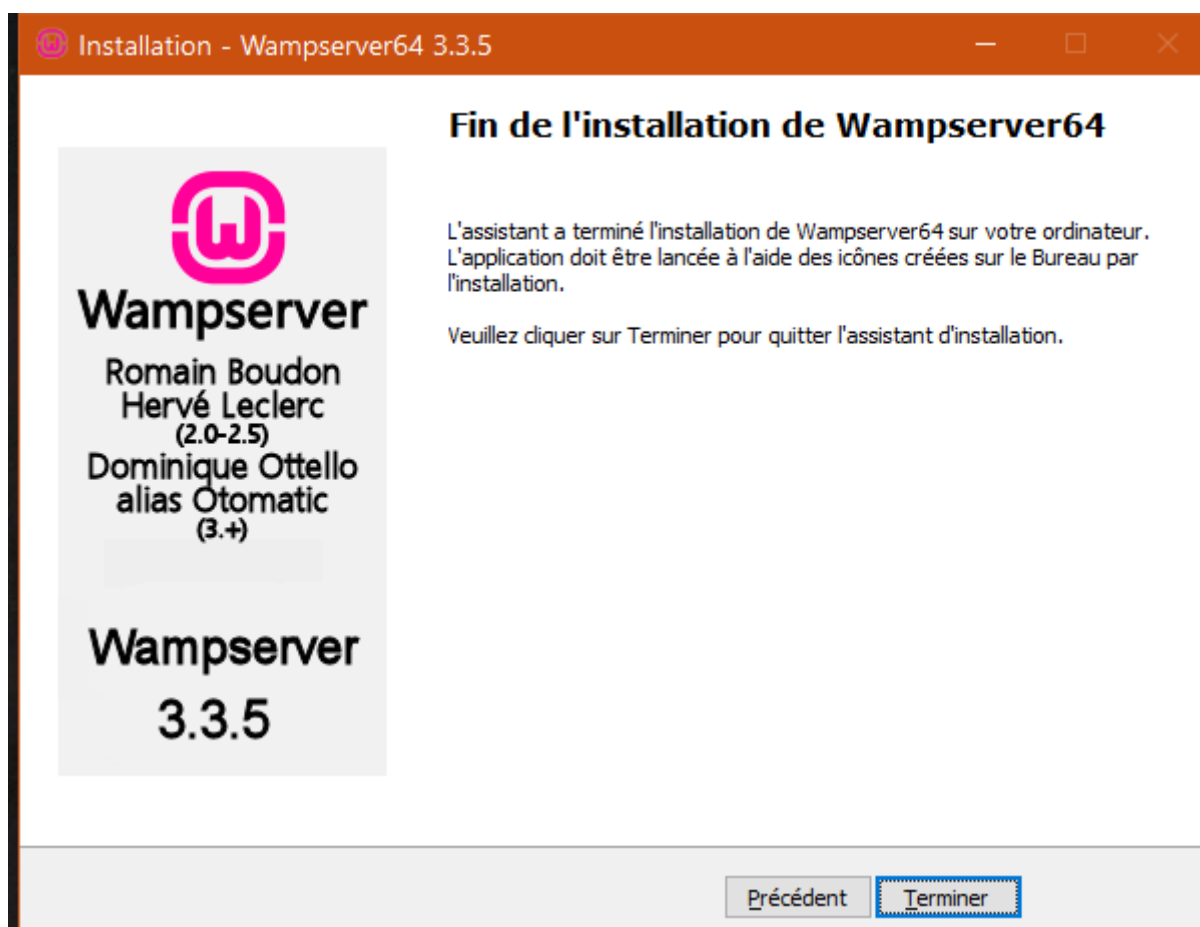 Installation - Wampserver64 3.3.5
Fin de l'installation de Wampserver64
L'assistant a terminé l'installation de Wampserver64 sur votre ordinateur.
L'application doit être lancée à l'aide des icônes créées sur le Bureau par
l'installation.
Veuillez cliquer sur Terminer pour quitter l'assistant d'installation.
Wampserver
Romain Boudon
Hervé Leclerc
(2.0-2.5)
Dominique Ottello
alias Otomatic
(3.+)
Wampserver
3.3.5
Précédent
Terminer